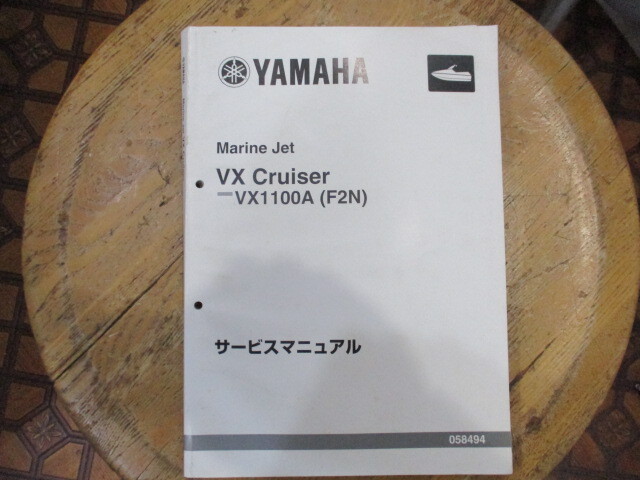 YAMAHA
Marine Jet
VX Cruiser
—VX1100A (F2N)
サービスマニュアル
058494